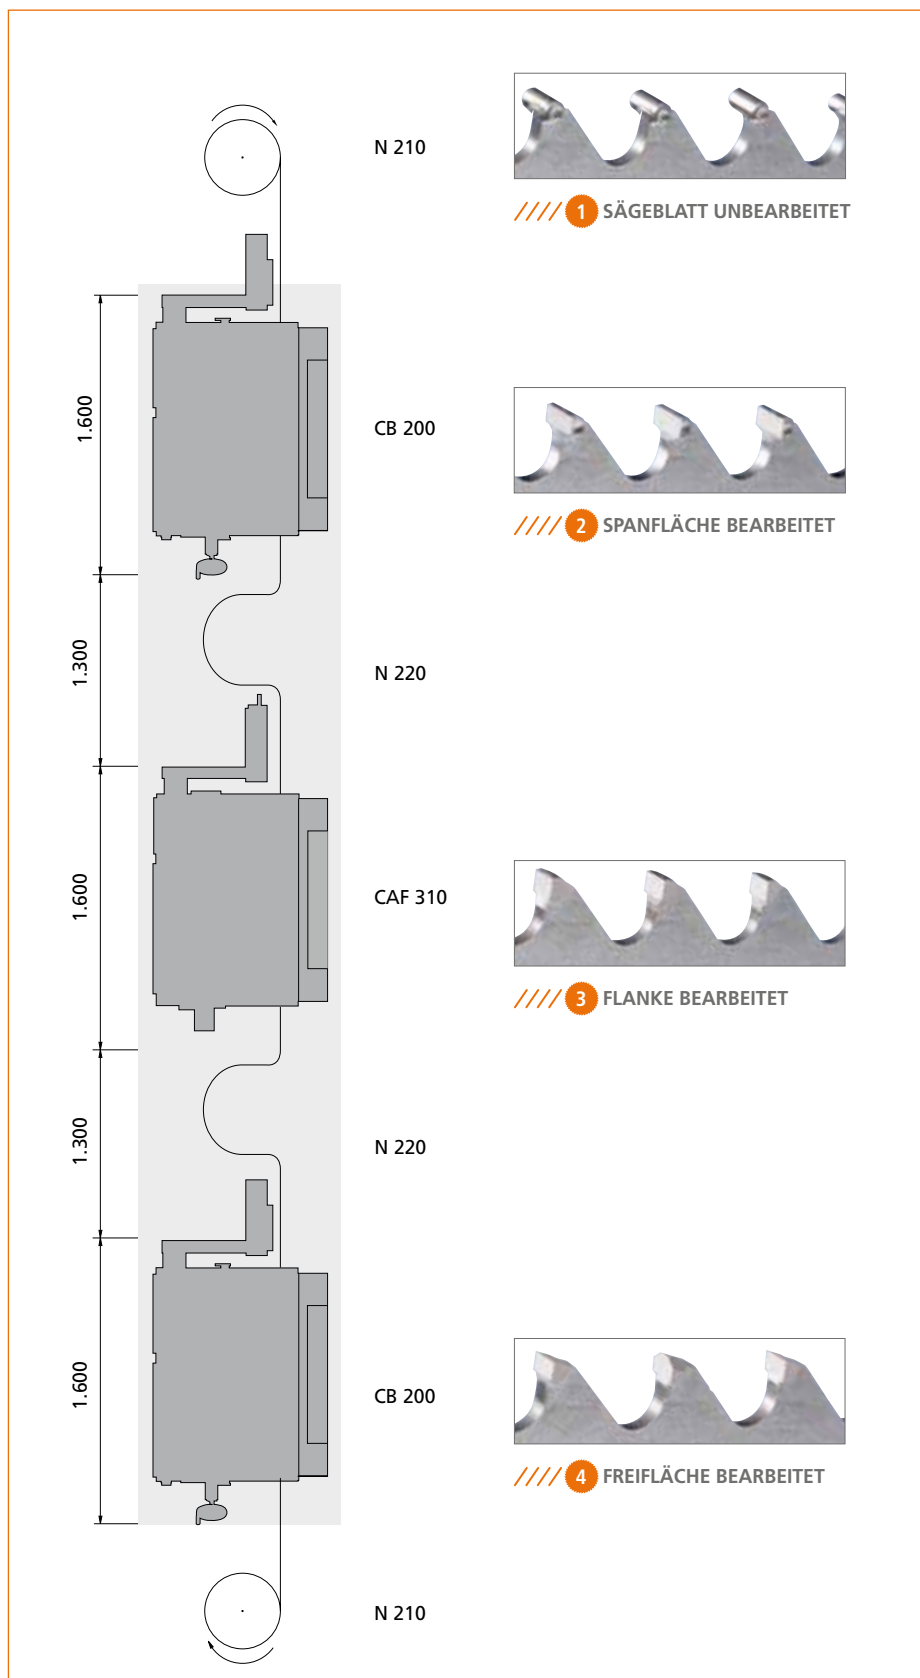 N 210
1 SÄGEBLATT UNBEARBEITET
1.600
CB 200
2 SPANFLÄCHE BEARBEITET
1.300
N 220
1.600
CAF 310
3 FLANKE BEARBEITET
1.300
N 220
1.600
CB 200
4 FREIFLÄCHE BEARBEITET
N 210